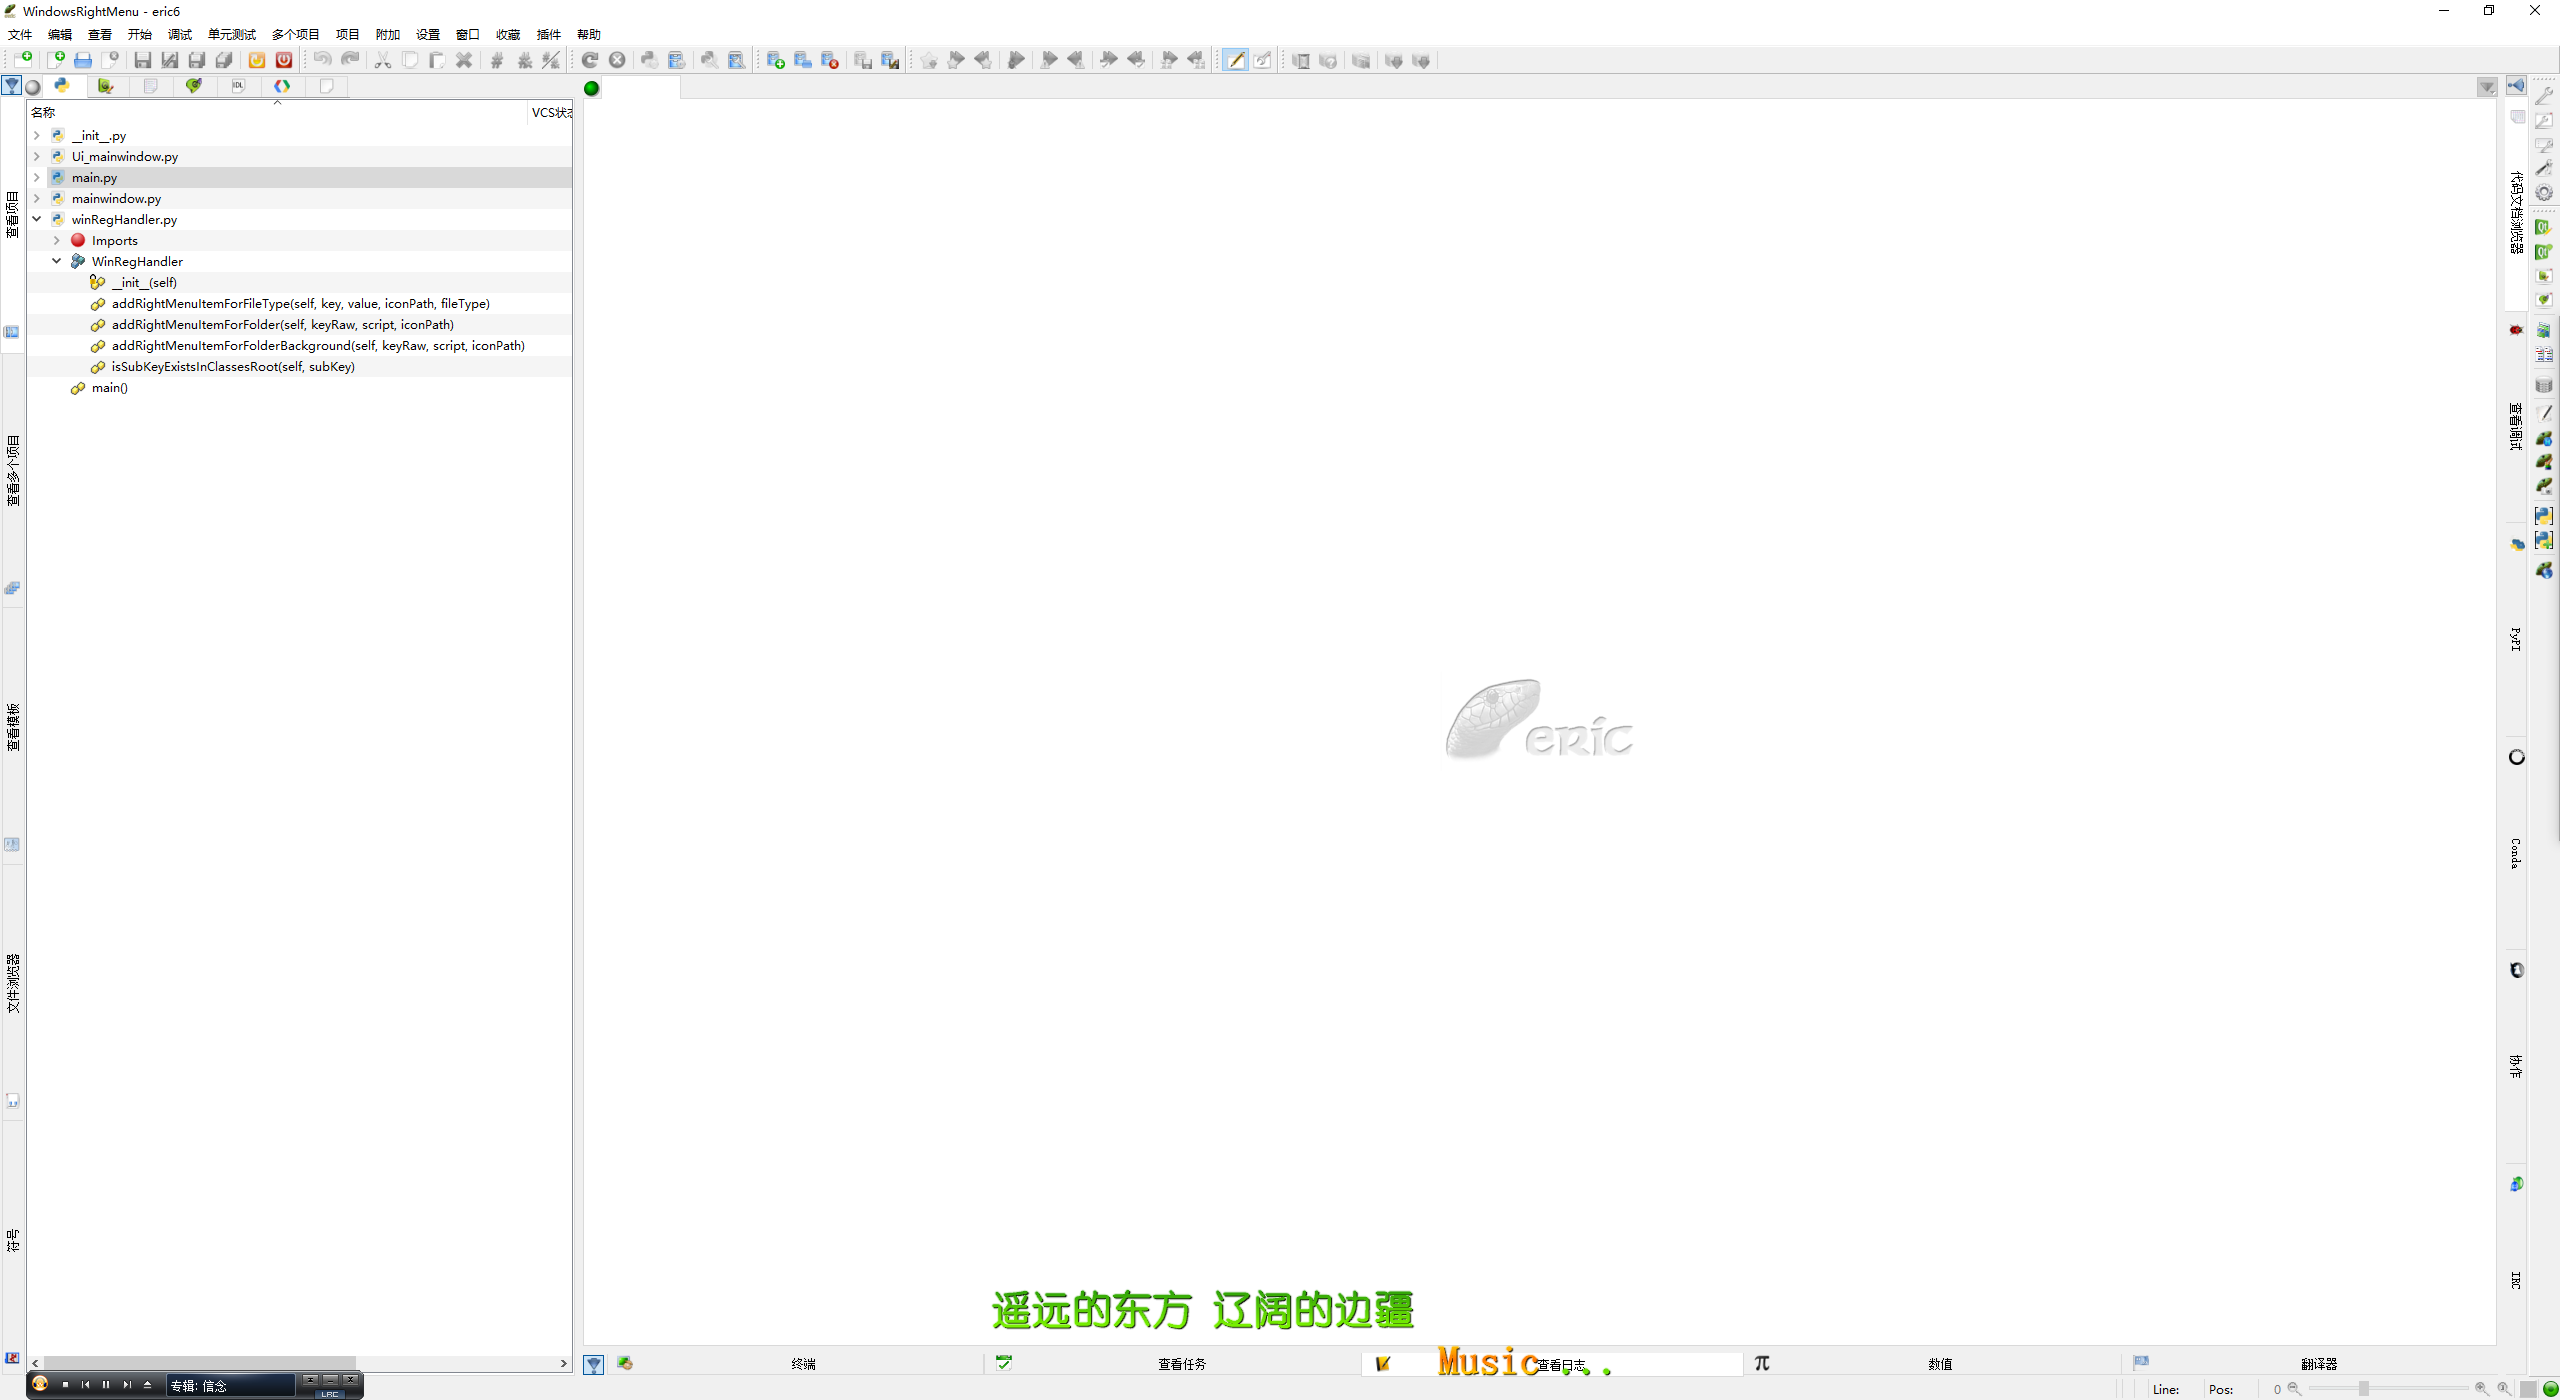 WindowsRightMenu - eric6
文件 编辑 查看 开始 调试 单元测试 多个项目 项目 附加 设置 窗口 收藏 插件 帮助
IDL
名称 VCS状态
__init__.py
Ui_mainwindow.py
main.py
mainwindow.py
winRegHandler.py
Imports
WinRegHandler
__init__(self)
addRightMenuItemForFileType(self, key, value, iconPath, fileType)
addRightMenuItemForFolder(self, keyRaw, script, iconPath)
addRightMenuItemForFolderBackground(self, keyRaw, script, iconPath)
isSubKeyExistsInClassesRoot(self, subKey)
main()
查看项目
查看多个项目
查看模板
文件浏览器
符号
eric
代码文档浏览器
查看调试
PyPI
Conda
协作
IRC
遥远的东方 辽阔的边疆
Music...
终端 查看任务 查看日志 π 数值 翻译器
专辑: 信念
LRC
Line: Pos: 0